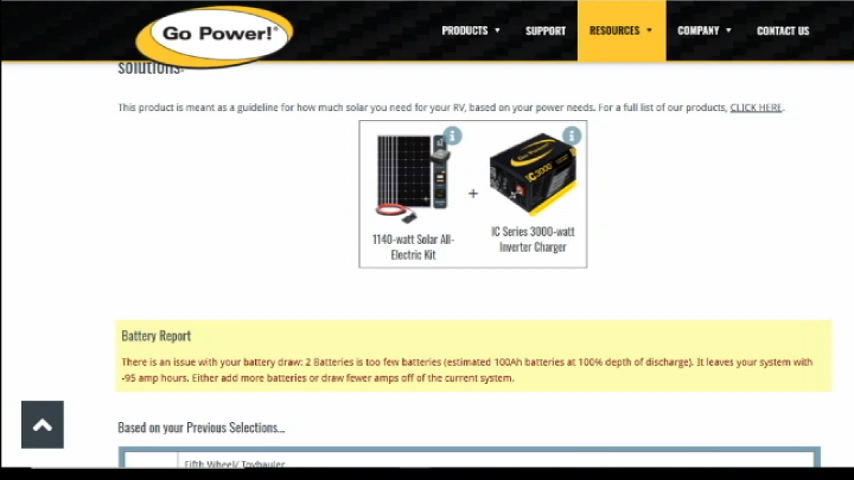 Go Power!®
PRODUCTS
SUPPORT
RESOURCES
COMPANY
CONTACT US
solutions.
This product is meant as a guideline for how much solar you need for your RV, based on your power needs. For a full list of our products, CLICK HERE.
Go Power!
IC3000
1140-watt Solar All-
Electric Kit
+
IC Series 3000-watt
Inverter Charger
Battery Report
There is an issue with your battery draw: 2 Batteries is too few batteries (estimated 100Ah batteries at 100% depth of discharge). It leaves your system with
-95 amp hours. Either add more batteries or draw fewer amps off of the current system.
Based on your Previous Selections...
Fifth Wheel/ Toyhauler